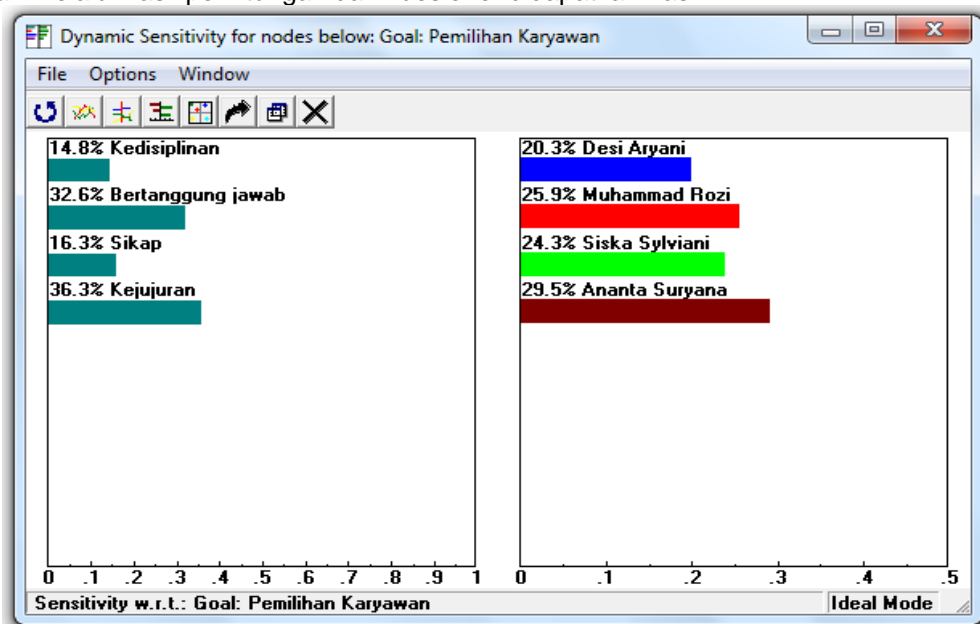 Dynamic Sensitivity for nodes below: Goal: Pemilihan Karyawan
File Options Window
14.8% Kedisiplinan
32.6% Bertanggung jawab
16.3% Sikap
36.3% Kejujuran
0 .1 .2 .3 .4 .5 .6 .7 .8 .9 1
20.3% Desi Aryani
25.9% Muhammad Rozi
24.3% Siska Sylviani
29.5% Ananta Suryana
0 .1 .2 .3 .4 .5
Sensitivity w.r.t.: Goal: Pemilihan Karyawan
Ideal Mode